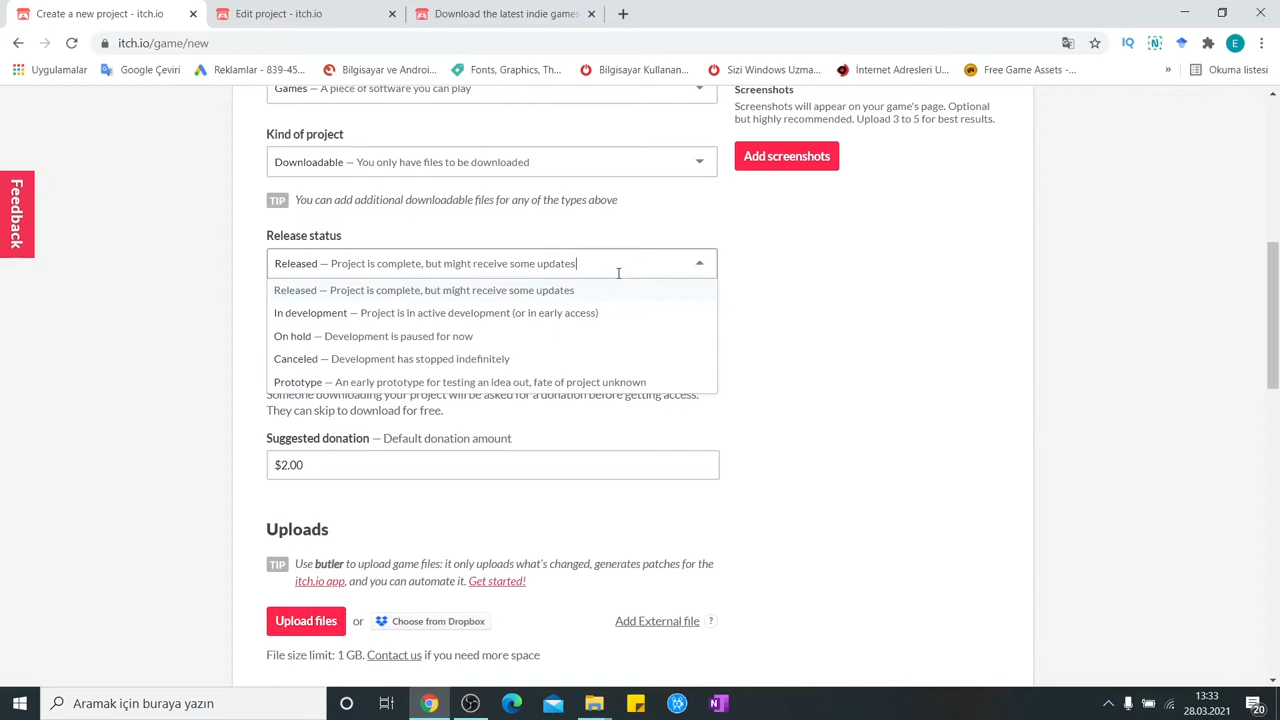 Create a new project - itch.io
Edit project - itch.io
Download the latest indie games
itch.io/game/new
E
Uygulamalar
Google Çeviri
Reklamlar - 839-45...
Bilgisayar ve Androi...
Fonts, Graphics, Th...
Bilgisayar Kullanan...
Sizi Windows Uzma...
İnternet Adresleri U...
Free Game Assets -...
»
Okuma listesi
Feedback
Games — A piece of software you can play
Screenshots
Screenshots will appear on your game's page. Optional
but highly recommended. Upload 3 to 5 for best results.
Add screenshots
Kind of project
Downloadable — You only have files to be downloaded
TIP You can add additional downloadable files for any of the types above
Release status
Released — Project is complete, but might receive some updates
Released — Project is complete, but might receive some updates
In development — Project is in active development (or in early access)
On hold — Development is paused for now
Canceled — Development has stopped indefinitely
Prototype — An early prototype for testing an idea out, fate of project unknown
Someone downloading your project will be asked for a donation before getting access.
They can skip to download for free.
Suggested donation — Default donation amount
$2.00
Uploads
TIP Use butler to upload game files: it only uploads what's changed, generates patches for the
itch.io app, and you can automate it. Get started!
Upload files or Choose from Dropbox
Add External file ?
File size limit: 1 GB. Contact us if you need more space
Aramak için buraya yazın
13:33
28.03.2021
20